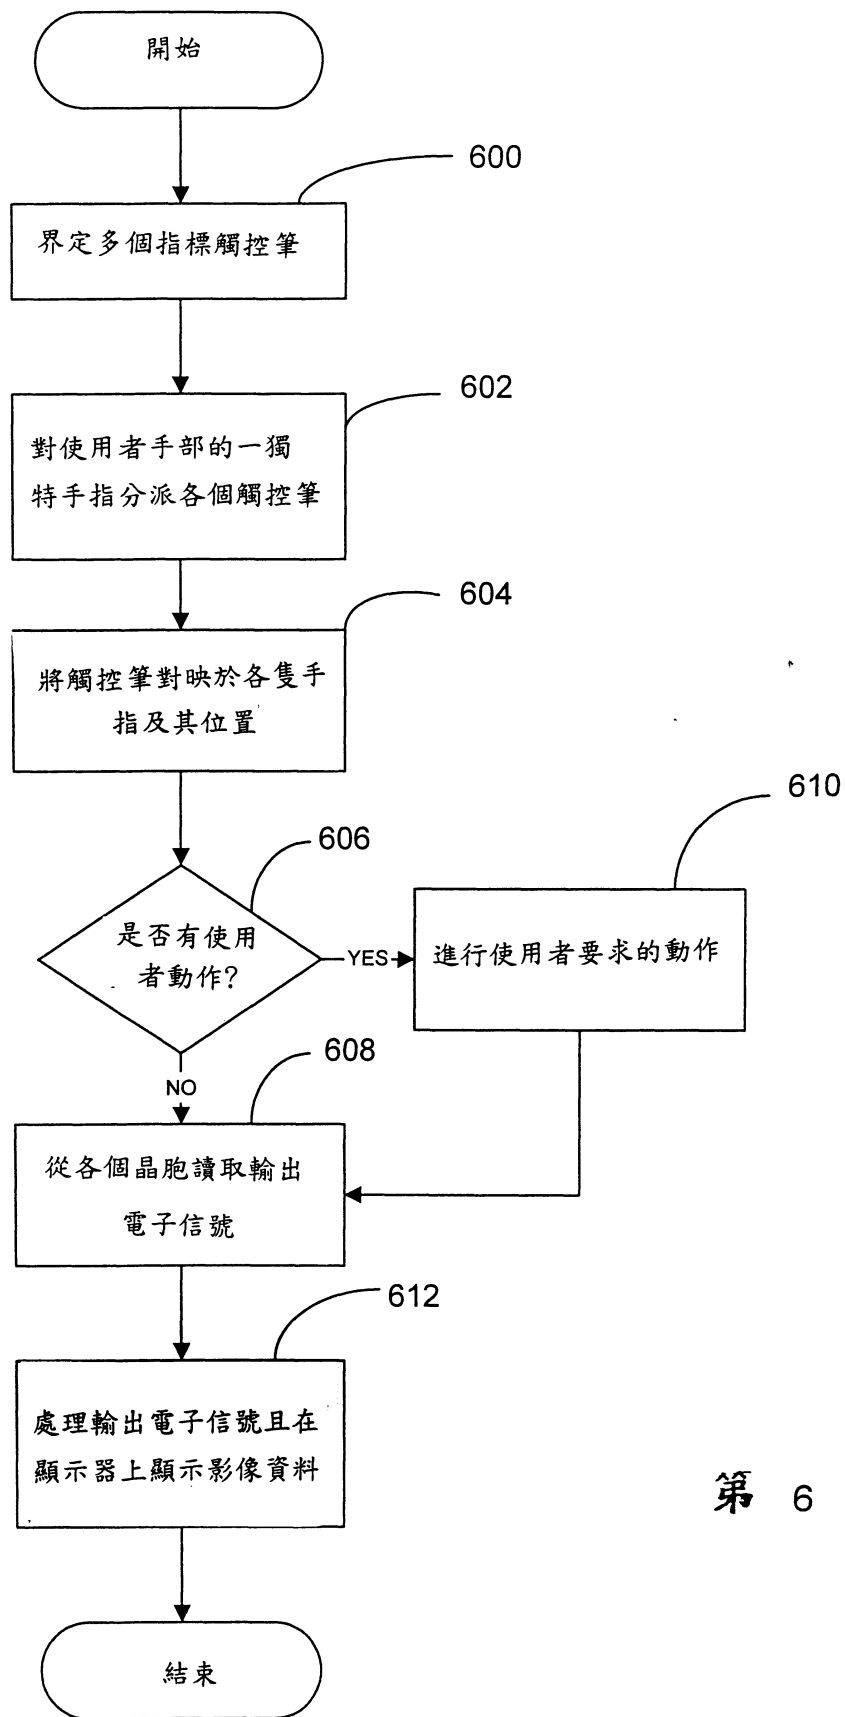 開始
600
界定多個指標觸控筆
602
對使用者手部的一獨
特手指分派各個觸控筆
604
將觸控筆對映於各隻手
指及其位置
606
是否有使用
者動作?
YES
610
進行使用者要求的動作
NO
608
從各個晶胞讀取輸出
電子信號
612
處理輸出電子信號且在
顯示器上顯示影像資料
第 6
結束